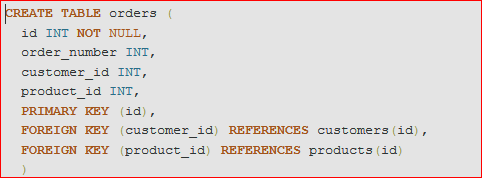 CREATE TABLE orders (
id INT NOT NULL,
order_number INT,
customer_id INT,
product_id INT,
PRIMARY KEY (id),
FOREIGN KEY (customer_id) REFERENCES customers(id),
FOREIGN KEY (product_id) REFERENCES products(id)
)